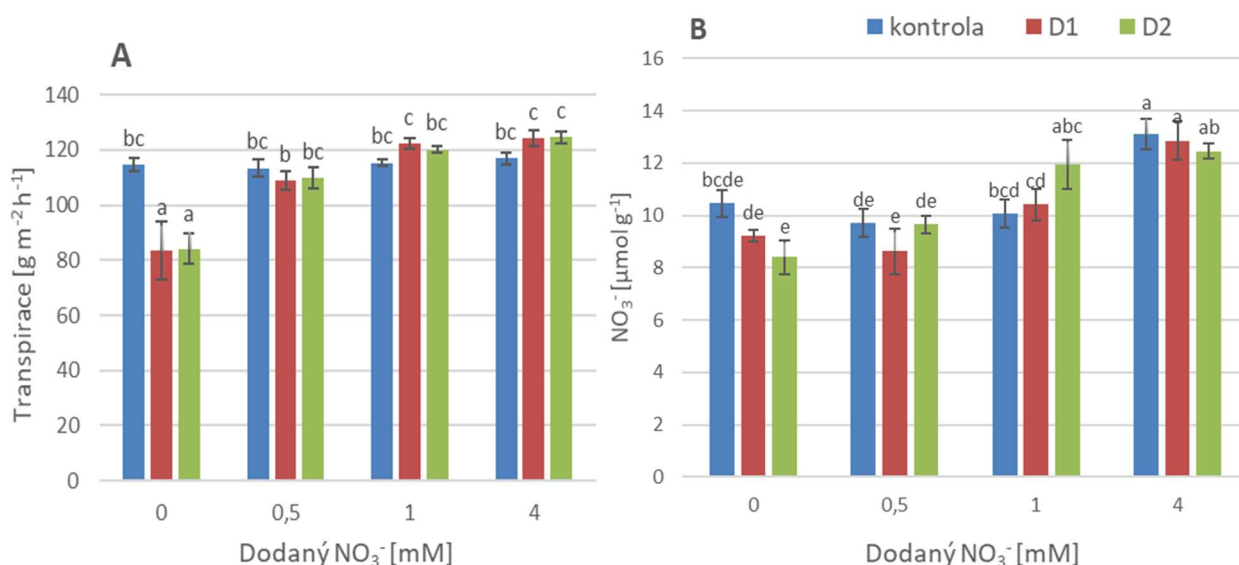 A
Transpirace [g m⁻² h⁻¹]
140
120
100
80
60
40
20
0
bc a a bc b bc bc c bc bc c c
0 0,5 1 4
Dodaný NO₃⁻ [mM]
B
kontrola D1 D2
NO₃⁻ [µmol g⁻¹]
16
14
12
10
8
6
4
2
0
bcde de e de e de bcd cd abc a a ab
0 0,5 1 4
Dodaný NO₃⁻ [mM]